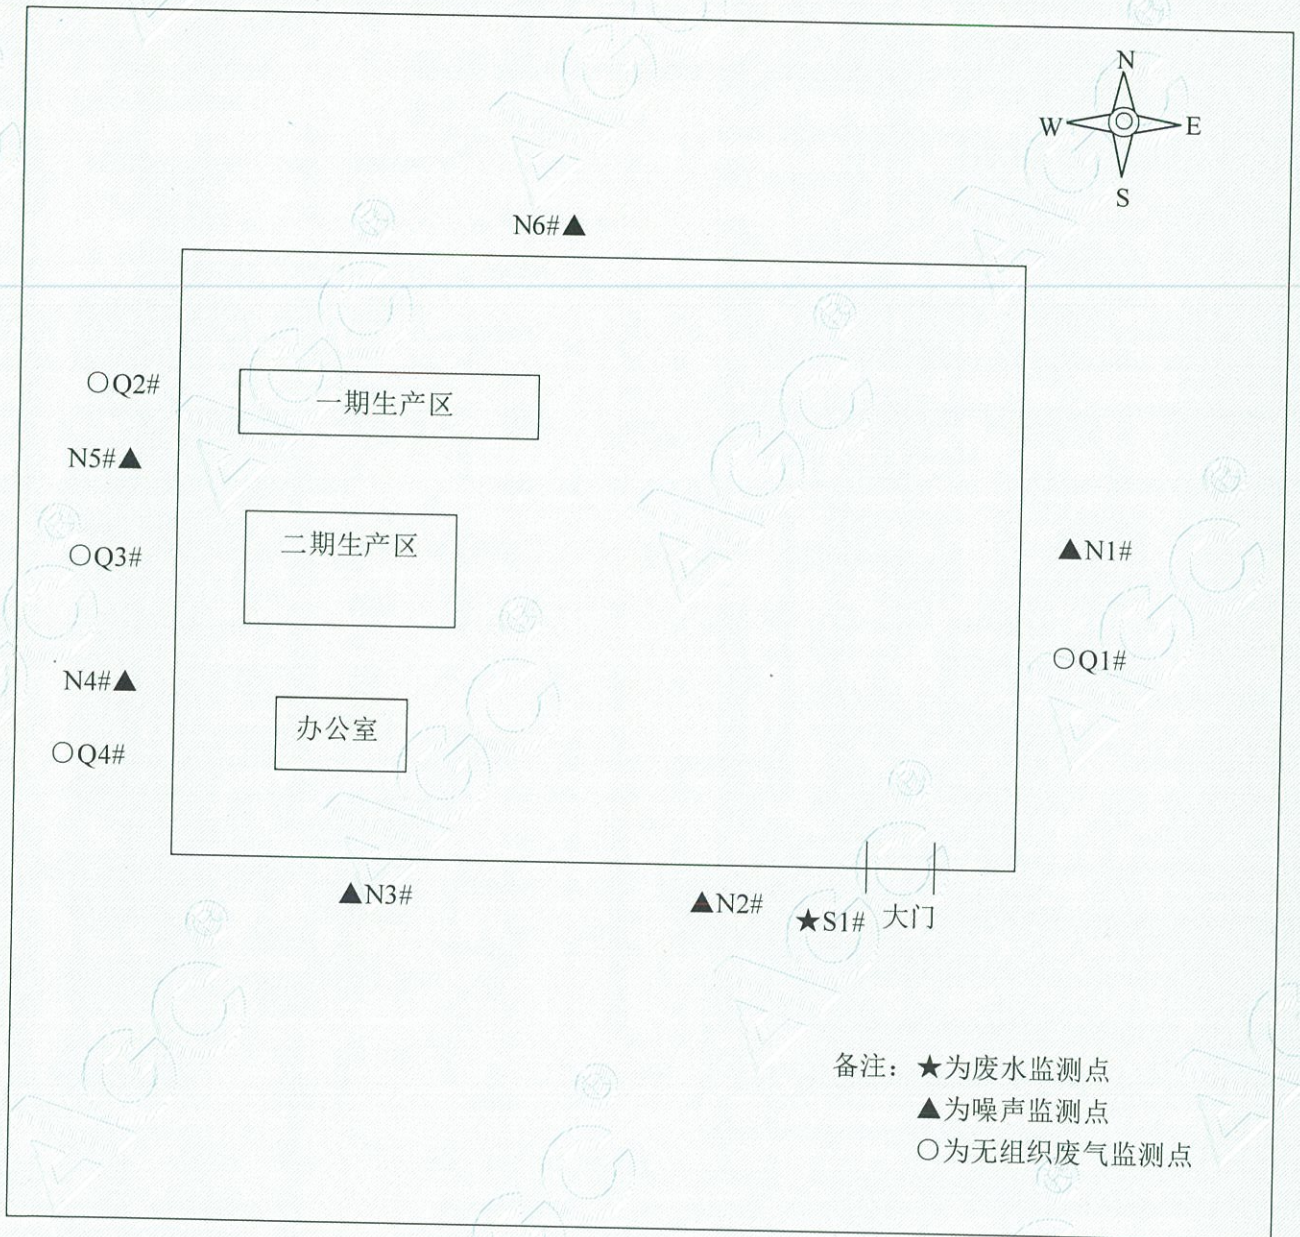 N
W E
S
N6#▲
○Q2#
一期生产区
N5#▲
二期生产区
○Q3#
▲N1#
○Q1#
N4#▲
办公室
○Q4#
▲N3#
▲N2#
★S1#
大门
备注：★为废水监测点
▲为噪声监测点
○为无组织废气监测点
AGC